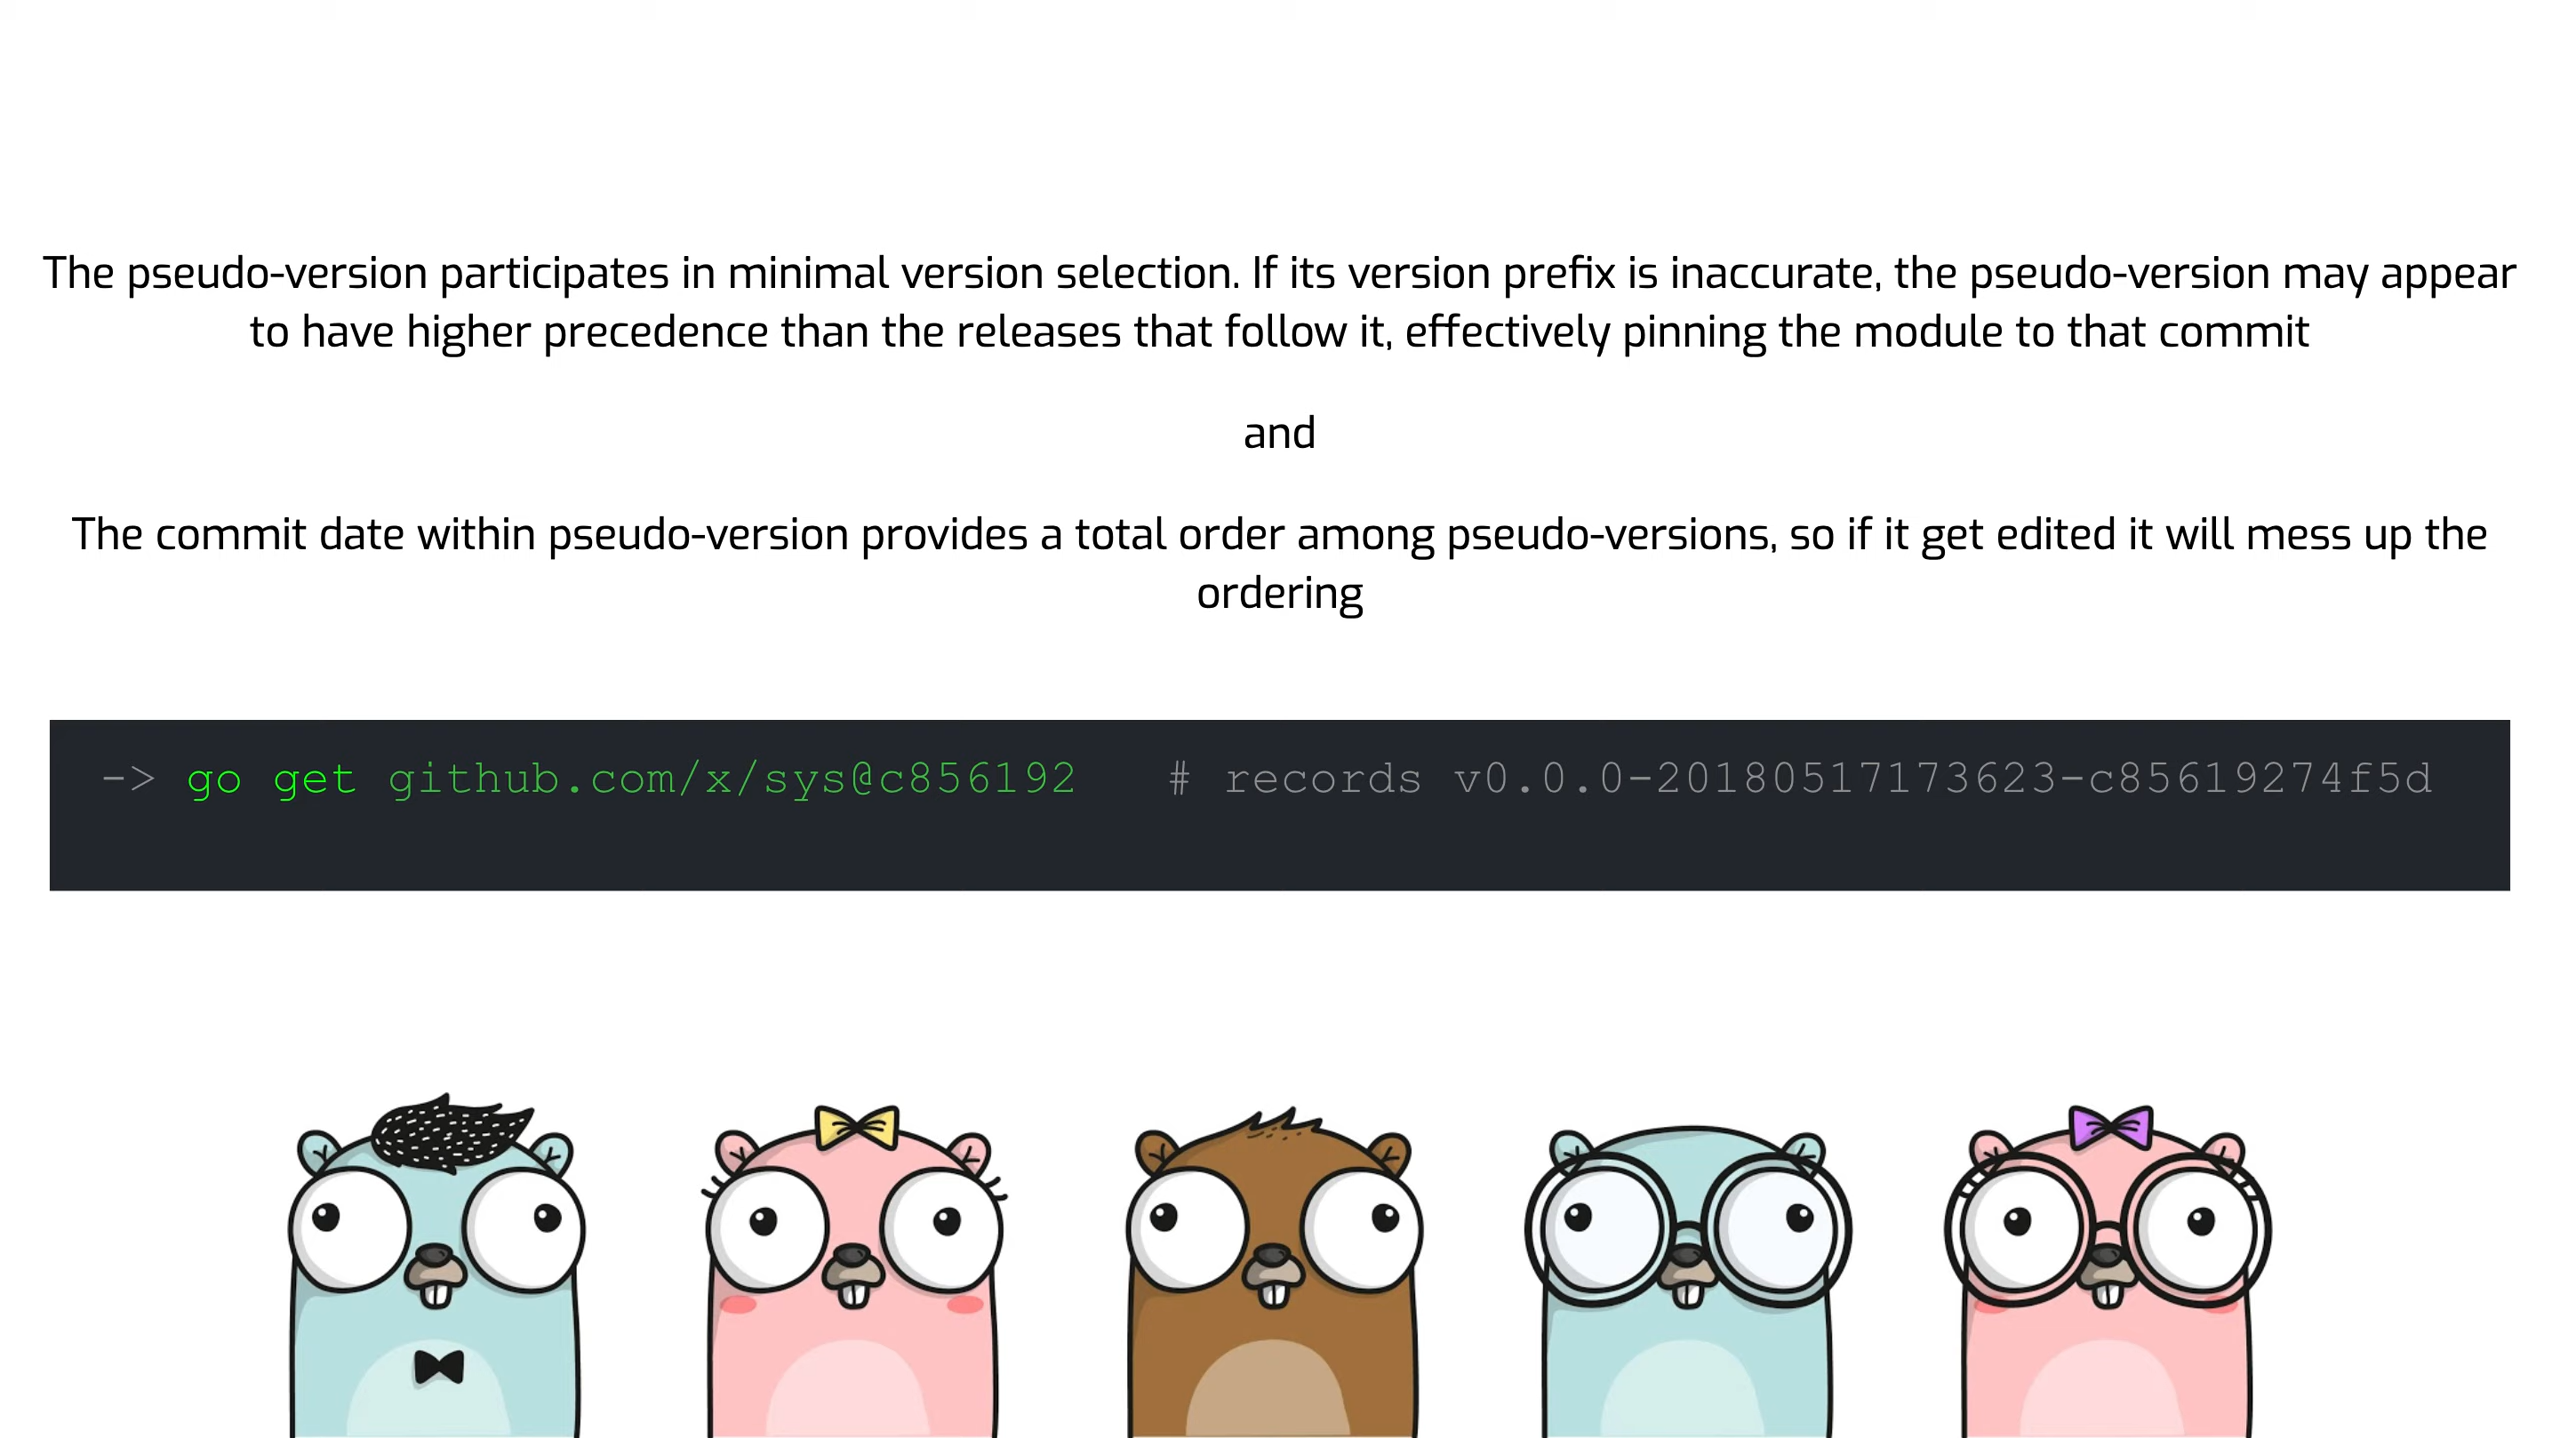 The pseudo-version participates in minimal version selection. If its version prefix is inaccurate, the pseudo-version may appear
to have higher precedence than the releases that follow it, effectively pinning the module to that commit
and
The commit date within pseudo-version provides a total order among pseudo-versions, so if it get edited it will mess up the
ordering
-> go get github.com/x/sys@c856192   # records v0.0.0-20180517173623-c85619274f5d